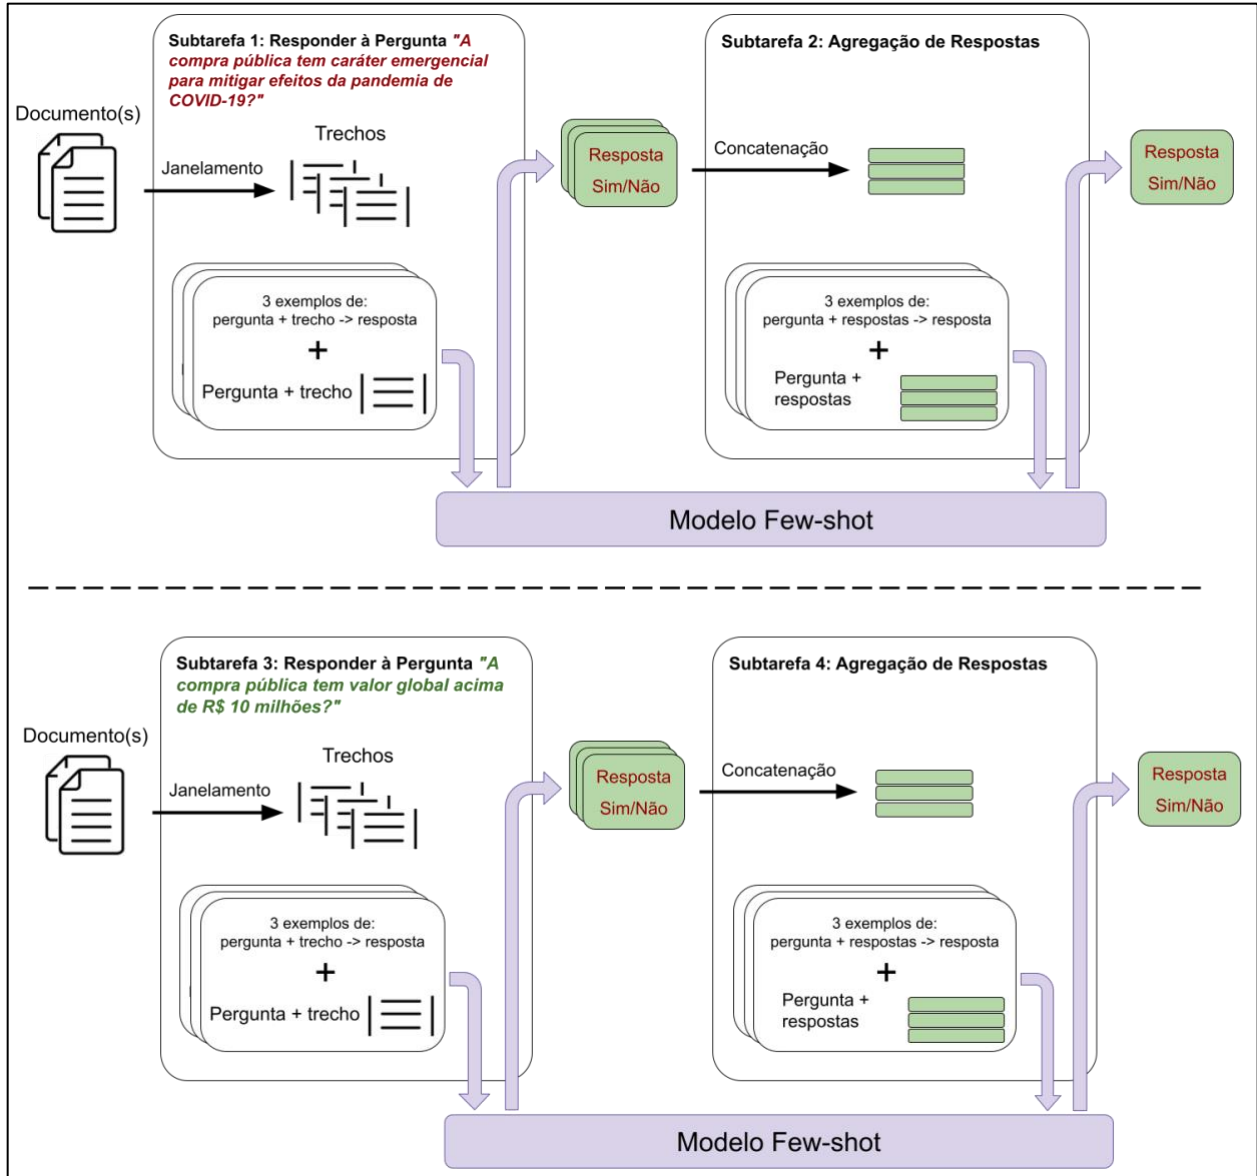 Subtarefa 1: Responder à Pergunta "A
compra pública tem caráter emergencial
para mitigar efeitos da pandemia de
COVID-19?"
Documento(s)
Janelamento
Trechos
3 exemplos de:
pergunta + trecho -> resposta
+
Pergunta + trecho
Resposta
Sim/Não
Subtarefa 2: Agregação de Respostas
Concatenação
3 exemplos de:
pergunta + respostas -> resposta
+
Pergunta +
respostas
Resposta
Sim/Não
Modelo Few-shot
Subtarefa 3: Responder à Pergunta "A
compra pública tem valor global acima
de R$ 10 milhões?"
Documento(s)
Janelamento
Trechos
3 exemplos de:
pergunta + trecho -> resposta
+
Pergunta + trecho
Resposta
Sim/Não
Subtarefa 4: Agregação de Respostas
Concatenação
3 exemplos de:
pergunta + respostas -> resposta
+
Pergunta +
respostas
Resposta
Sim/Não
Modelo Few-shot